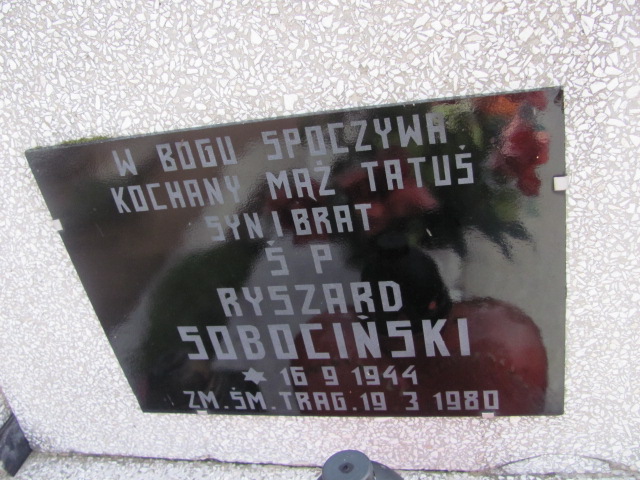 W BOGU SPOCZYWA
KOCHANY MĄŻ TATUŚ
SYN I BRAT
Ś P
RYSZARD
SOBOCIŃSKI
★ 16 9 1944
ZM. ŚM. TRAG. 19 3 1980